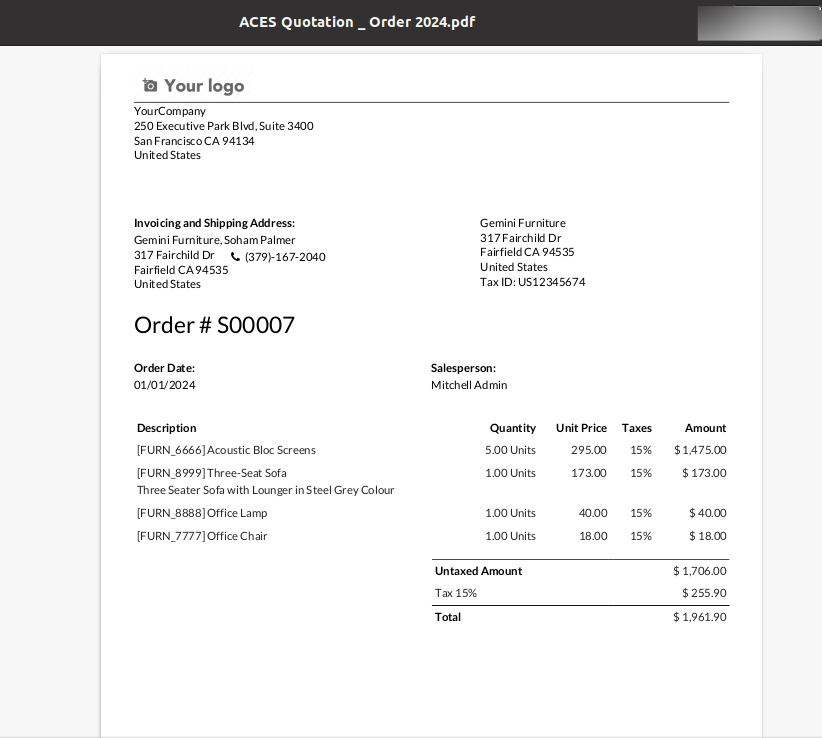 ACES Quotation _ Order 2024.pdf
Your logo
YourCompany
250 Executive Park Blvd, Suite 3400
San Francisco CA 94134
United States
Invoicing and Shipping Address:
Gemini Furniture, Soham Palmer
317 Fairchild Dr (379)-167-2040
Fairfield CA 94535
United States
Gemini Furniture
317 Fairchild Dr
Fairfield CA 94535
United States
Tax ID: US12345674
Order # S00007
Order Date:
01/01/2024
Salesperson:
Mitchell Admin
Description Quantity Unit Price Taxes Amount
[FURN_6666] Acoustic Bloc Screens 5.00 Units 295.00 15% $ 1,475.00
[FURN_8999] Three-Seat Sofa 1.00 Units 173.00 15% $ 173.00
Three Seater Sofa with Lounger in Steel Grey Colour
[FURN_8888] Office Lamp 1.00 Units 40.00 15% $ 40.00
[FURN_7777] Office Chair 1.00 Units 18.00 15% $ 18.00
Untaxed Amount $ 1,706.00
Tax 15% $ 255.90
Total $ 1,961.90